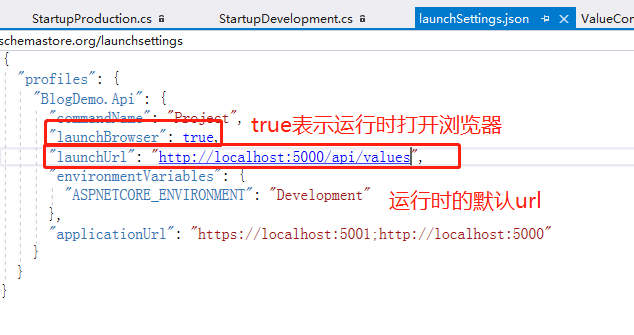 StartupProduction.cs StartupDevelopment.cs launchSettings.json ValueCon
schemastore.org/launchsettings
{
"profiles": {
"BlogDemo.Api": {
"commandName": "Project",
"launchBrowser": true, true表示运行时打开浏览器
"launchUrl": "http://localhost:5000/api/values",
"environmentVariables": {
"ASPNETCORE_ENVIRONMENT": "Development" 运行时的默认url
},
"applicationUrl": "https://localhost:5001;http://localhost:5000"
}
}
}